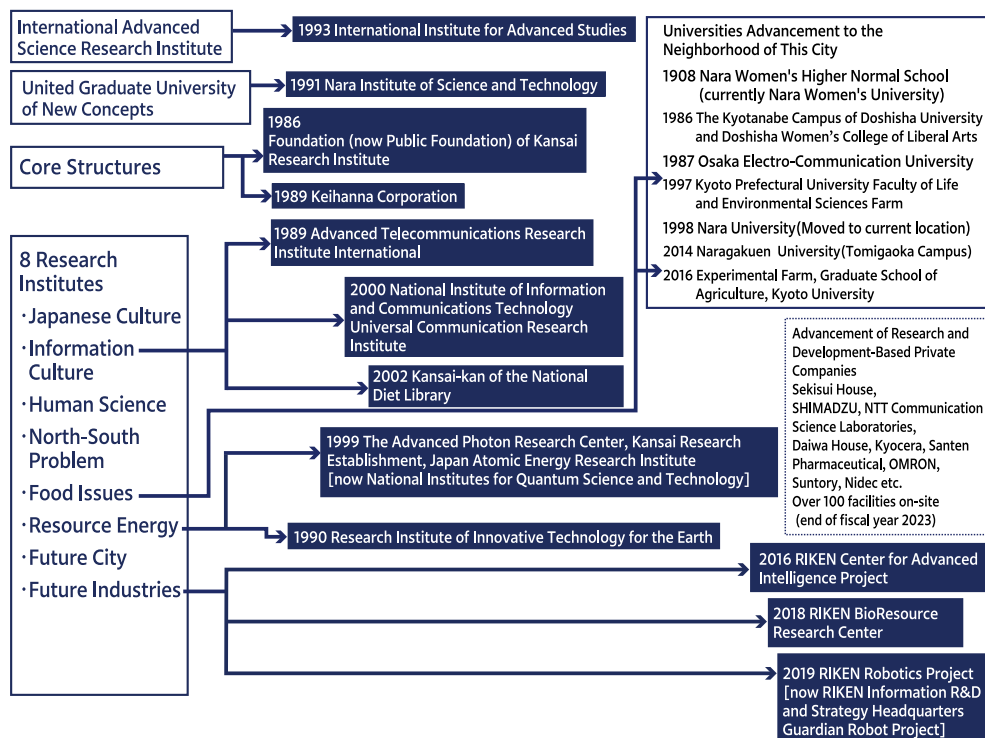 International Advanced
Science Research Institute
1993 International Institute for Advanced Studies
United Graduate University
of New Concepts
1991 Nara Institute of Science and Technology
Core Structures
1986
Foundation (now Public Foundation) of Kansai
Research Institute
1989 Keihanna Corporation
8 Research
Institutes
·Japanese Culture
·Information
Culture
·Human Science
·North-South
Problem
·Food Issues
·Resource Energy
·Future City
·Future Industries
1989 Advanced Telecommunications Research
Institute International
2000 National Institute of Information
and Communications Technology
Universal Communication Research
Institute
2002 Kansai-kan of the National
Diet Library
1999 The Advanced Photon Research Center, Kansai Research
Establishment, Japan Atomic Energy Research Institute
[now National Institutes for Quantum Science and Technology]
1990 Research Institute of Innovative Technology for the Earth
2016 RIKEN Center for Advanced
Intelligence Project
2018 RIKEN BioResource
Research Center
2019 RIKEN Robotics Project
[now RIKEN Information R&D
and Strategy Headquarters
Guardian Robot Project]
Universities Advancement to the
Neighborhood of This City
1908 Nara Women's Higher Normal School
(currently Nara Women's University)
1986 The Kyotanabe Campus of Doshisha University
and Doshisha Women's College of Liberal Arts
1987 Osaka Electro-Communication University
1997 Kyoto Prefectural University Faculty of Life
and Environmental Sciences Farm
1998 Nara University(Moved to current location)
2014 Naragakuen University(Tomigaoka Campus)
2016 Experimental Farm, Graduate School of
Agriculture, Kyoto University
Advancement of Research and
Development-Based Private
Companies
Sekisui House,
SHIMADZU, NTT Communication
Science Laboratories,
Daiwa House, Kyocera, Santen
Pharmaceutical, OMRON,
Suntory, Nidec etc.
Over 100 facilities on-site
(end of fiscal year 2023)